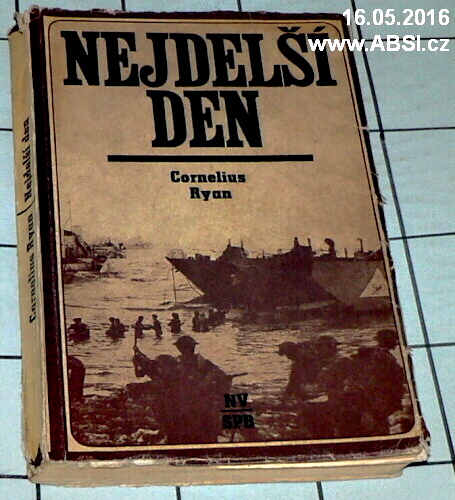 16.05.2016
www.ABSI.cz
NEJDELŠÍ
DEN
Cornelius
Ryan
NV
SPB
Cornelius Ryan / Nejdelší den